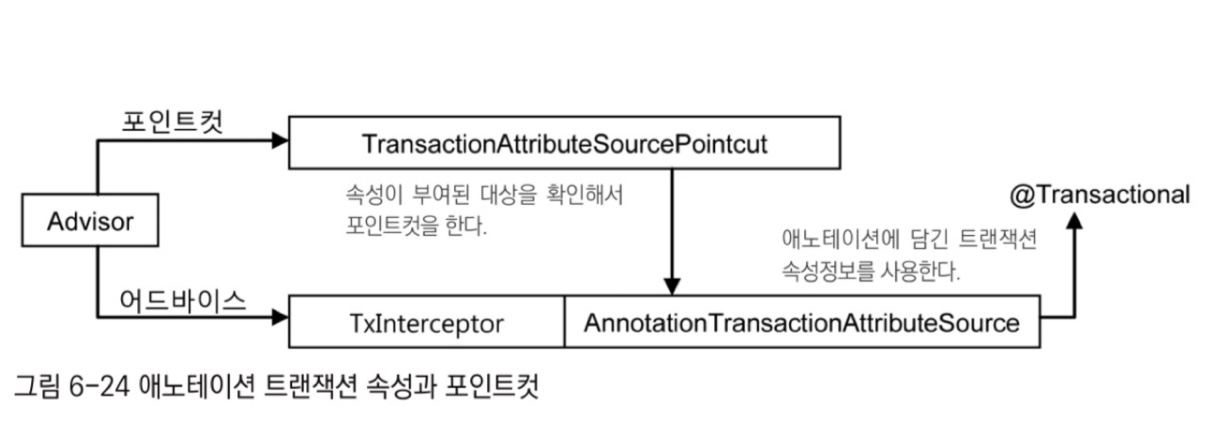 포인트컷
TransactionAttributeSourcePointcut
속성이 부여된 대상을 확인해서
포인트컷을 한다.
@Transactional
Advisor
애노테이션에 담긴 트랜잭션
속성정보를 사용한다.
어드바이스
TxInterceptor
AnnotationTransactionAttributeSource
그림 6-24 애노테이션 트랜잭션 속성과 포인트컷